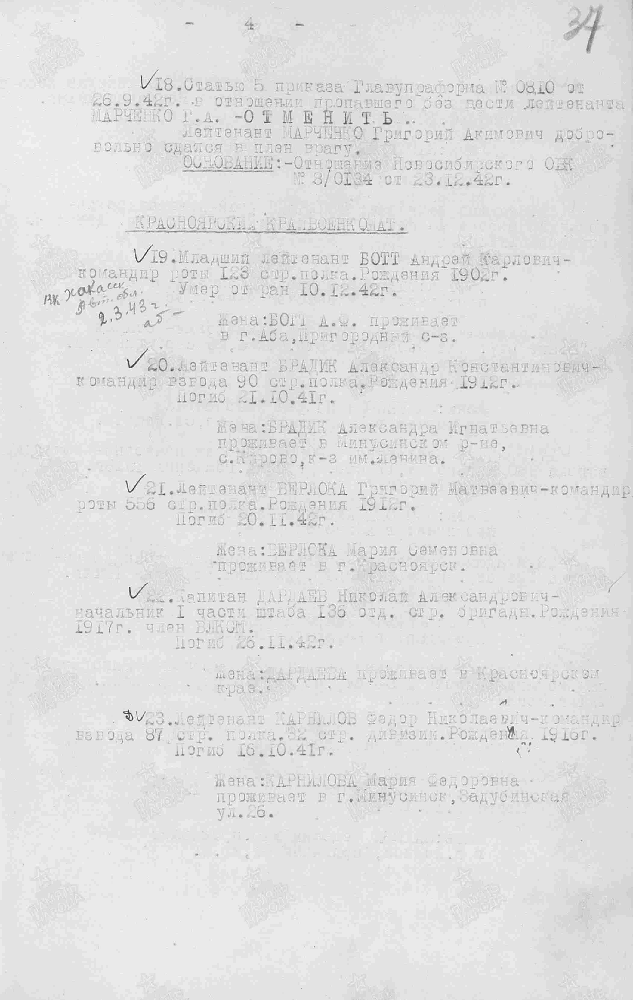 - 4 -
37
18.Статью 5 приказа Главупраформа № 0810 от
26.9.42г. в отношении пропавшего без вести лейтенанта
МАРЧЕНКО Г.А. -О Т М Е Н И Т Ь .
Лейтенант МАРЧЕНКО Григорий Акимович добро-
вольно сдался в плен врагу.
ОСНОВАНИЕ:-Отношение Новосибирского ОВК
№ 8/0134 от 23.12.42г.
КРАСНОЯРСКИЙ КРАЙВОЕНКОМАТ.
19.Младший лейтенант БОТТ Андрей Карлович-
командир роты 123 стр.полка.Рождения 1902г.
Умер от ран 10.12.42г.
вк хакасск
Авт. обл.
2.3.43г.
аб -
Жена:БОТТ А.Ф. проживает
в г.Аба,Пригородный с-з.
20.Лейтенант БРАДИК Александр Константинович-
командир взвода 90 стр.полка.Рождения 1912г.
Погиб 21.10.41г.
Жена:БРАДИК Александра Игнатьевна
проживает в Минусинском р-не,
с.Кирово,к-з им.Ленина.
21.Лейтенант ВЕРЛОКА Григорий Матвеевич-командир
роты 556 стр.полка.Рождения 1912г.
Погиб 20.11.42г.
Жена:ВЕРЛОКА Мария Семеновна
проживает в г.Красноярск.
22.Капитан ДАРДАЕВ Николай Александрович-
начальник 1 части штаба 136 отд. стр. бригады.Рождения
1917г. член ВЛКСМ.
Погиб 26.11.42г.
Жена:ДАРДАЕВА проживает в Красноярском
крае.
23.Лейтенант КАРНИЛОВ Федор Николаевич-командир
взвода 87 стр. полка.32 стр. дивизии.Рождения 1916г.
Погиб 16.10.41г.
Жена:КАРНИЛОВА Мария Федоровна
проживает в г.Минусинск,Задубинская
ул.26.